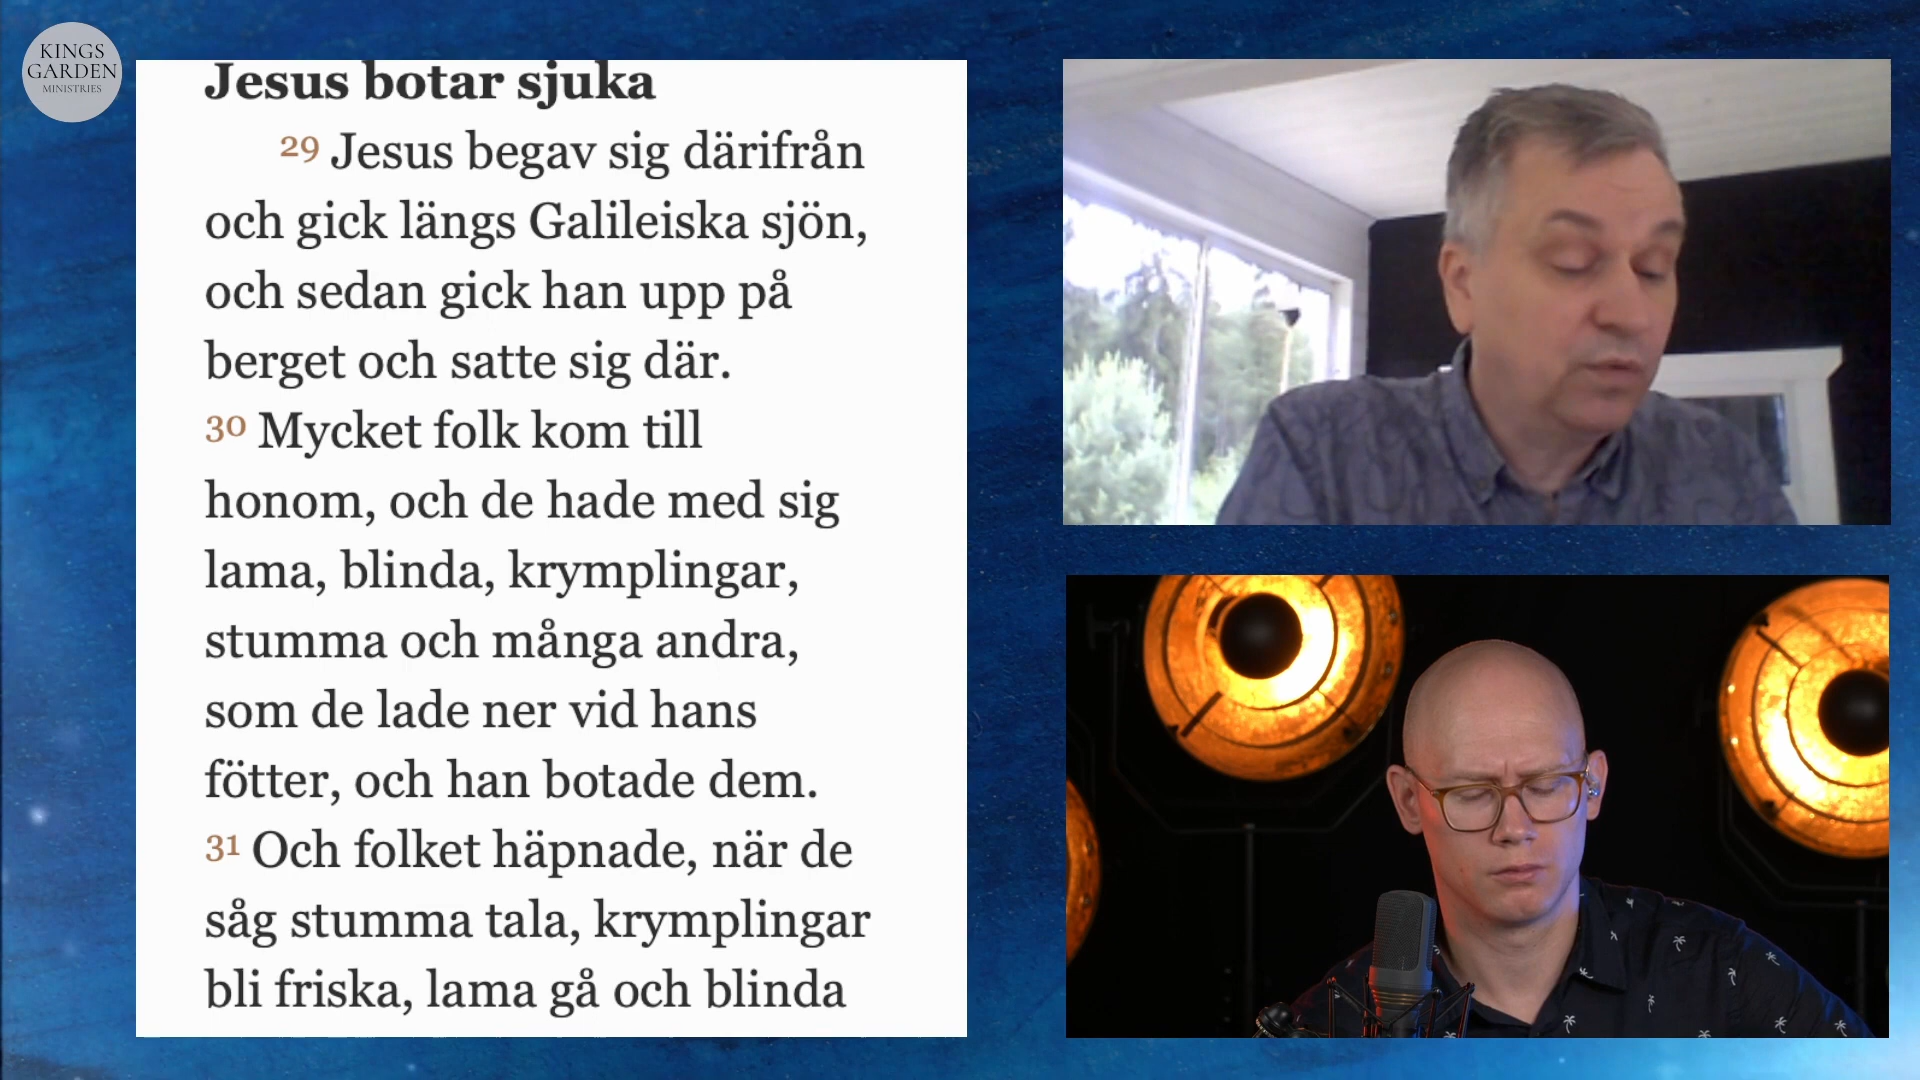 KINGS
GARDEN
MINISTRIES
Jesus botar sjuka
29 Jesus begav sig därifrån
och gick längs Galileiska sjön,
och sedan gick han upp på
berget och satte sig där.
30 Mycket folk kom till
honom, och de hade med sig
lama, blinda, krymplingar,
stumma och många andra,
som de lade ner vid hans
fötter, och han botade dem.
31 Och folket häpnade, när de
såg stumma tala, krymplingar
bli friska, lama gå och blinda